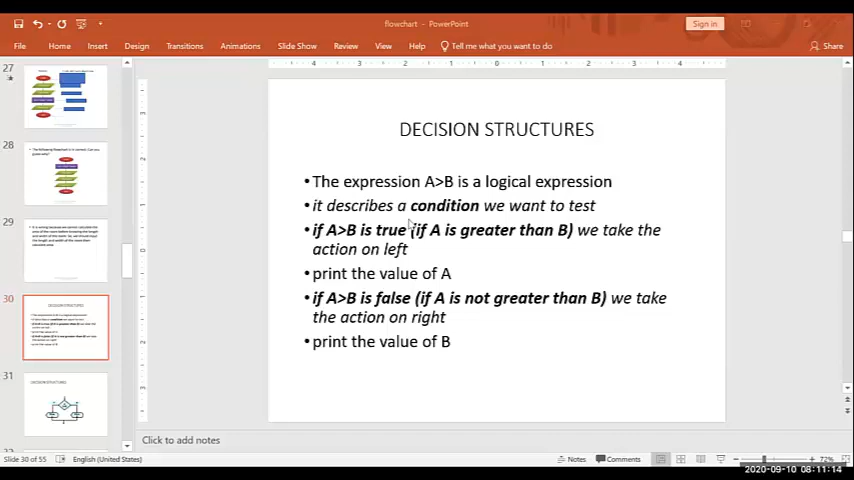 flowchart - PowerPoint
Sign in
File Home Insert Design Transitions Animations Slide Show Review View Help Tell me what you want to do Share
27
28
29
30
DECISION STRUCTURES
31
DECISION STRUCTURES
DECISION STRUCTURES
•The expression A>B is a logical expression
•it describes a condition we want to test
•if A>B is true (if A is greater than B) we take the
action on left
•print the value of A
•if A>B is false (if A is not greater than B) we take
the action on right
•print the value of B
Click to add notes
Slide 30 of 55 English (United States) Notes Comments 72%
2020-09-10 08:11:14